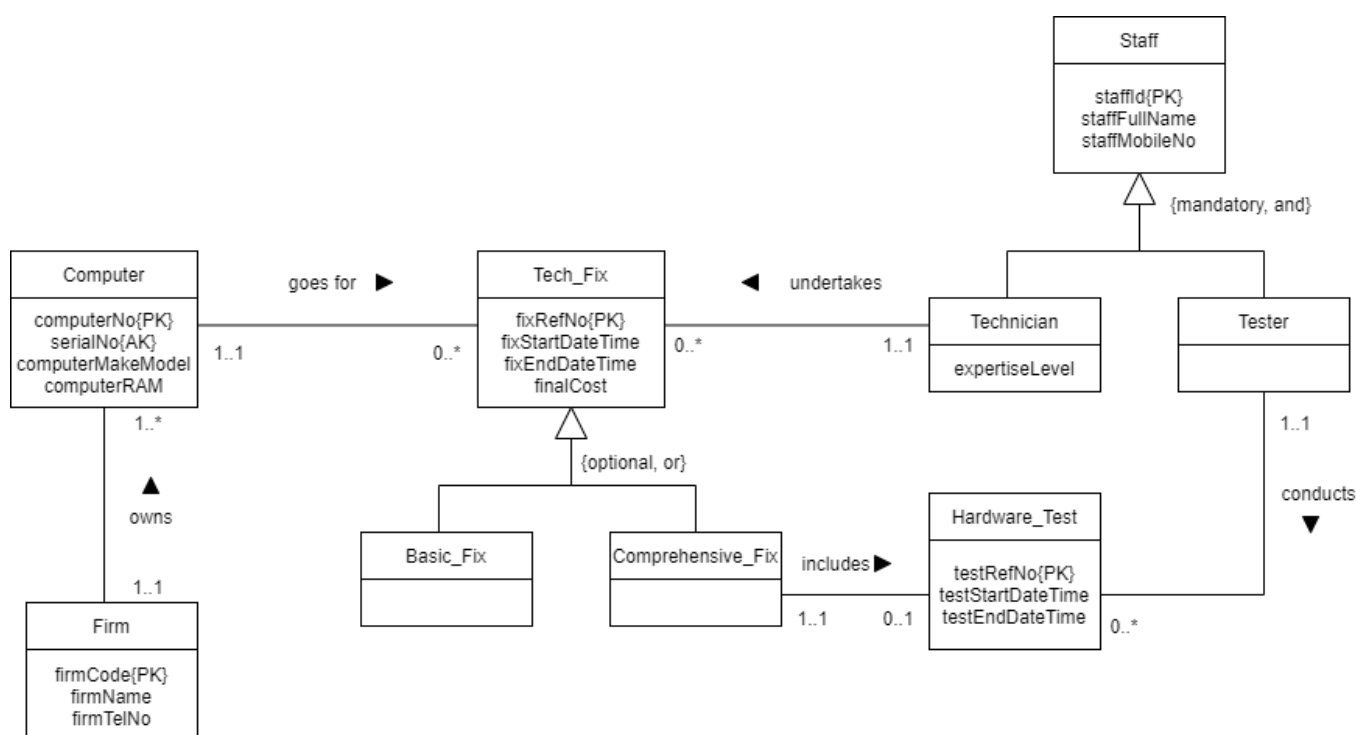 Staff
staffId{PK}
staffFullName
staffMobileNo
{mandatory, and}
Computer
computerNo{PK}
serialNo{AK}
computerMakeModel
computerRAM
goes for
1..1
0..*
Tech_Fix
fixRefNo{PK}
fixStartDateTime
fixEndDateTime
finalCost
undertakes
0..*
1..1
Technician
expertiseLevel
Tester
1..*
owns
1..1
{optional, or}
Basic_Fix
Comprehensive_Fix
includes
1..1
0..1
Hardware_Test
testRefNo{PK}
testStartDateTime
testEndDateTime
1..1
conducts
0..*
Firm
firmCode{PK}
firmName
firmTelNo